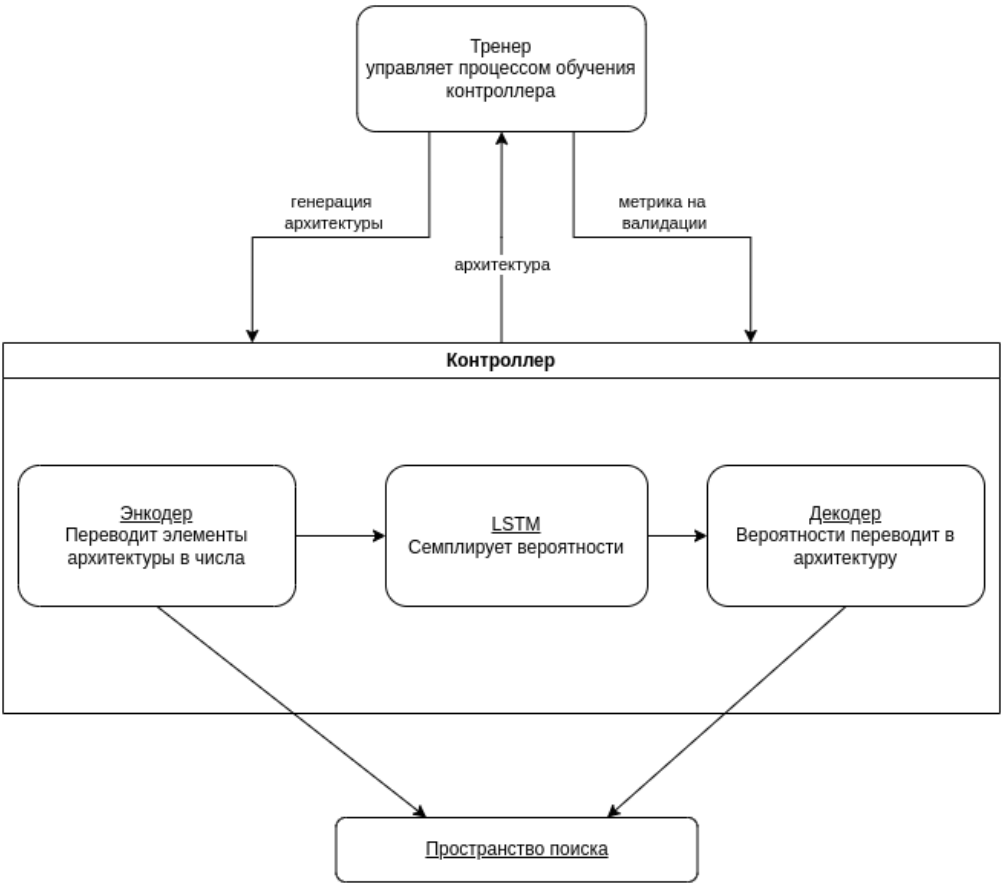 Тренер
управляет процессом обучения
контроллера
генерация
архитектуры
метрика на
валидации
архитектура
Контроллер
Энкодер
Переводит элементы
архитектуры в числа
LSTM
Семплирует вероятности
Декодер
Вероятности переводит в
архитектуру
Пространство поиска